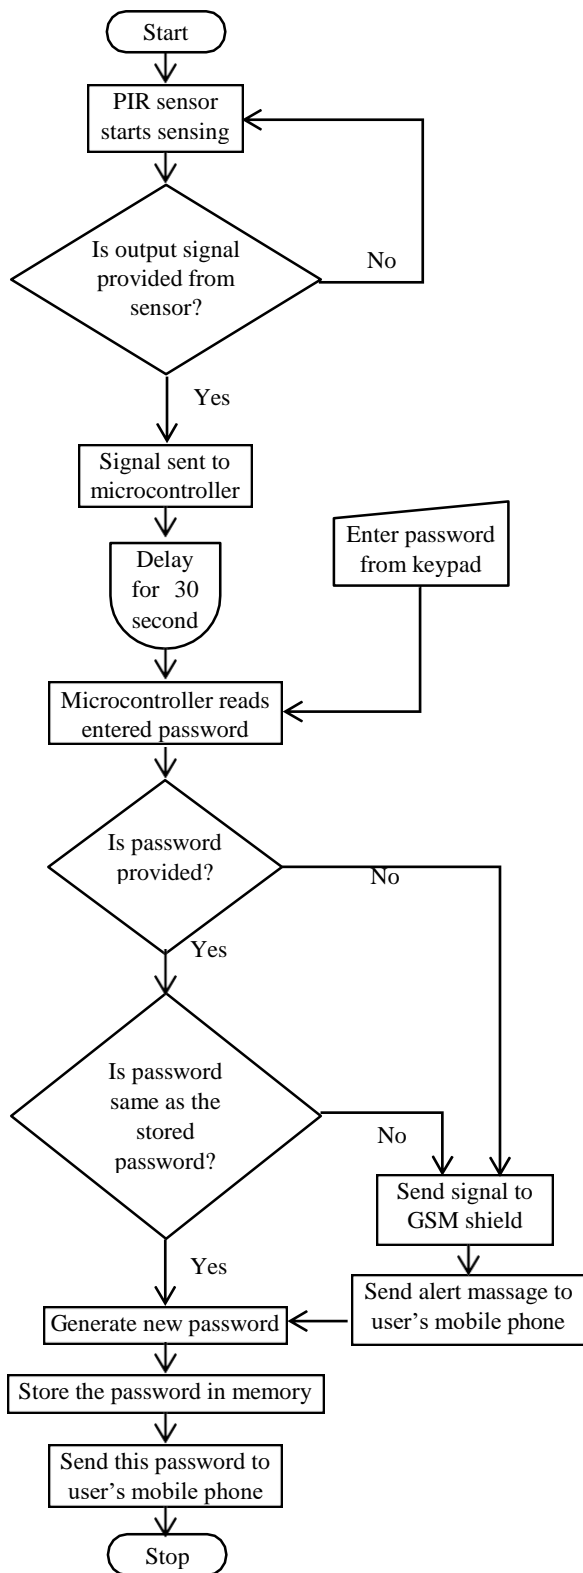 Start
PIR sensor
starts sensing
Is output signal
provided from
sensor?
No
Yes
Signal sent to
microcontroller
Delay
for 30
second
Enter password
from keypad
Microcontroller reads
entered password
Is password
provided?
No
Yes
Is password
same as the
stored
password?
No
Yes
Send signal to
GSM shield
Send alert massage to
user's mobile phone
Generate new password
Store the password in memory
Send this password to
user's mobile phone
Stop